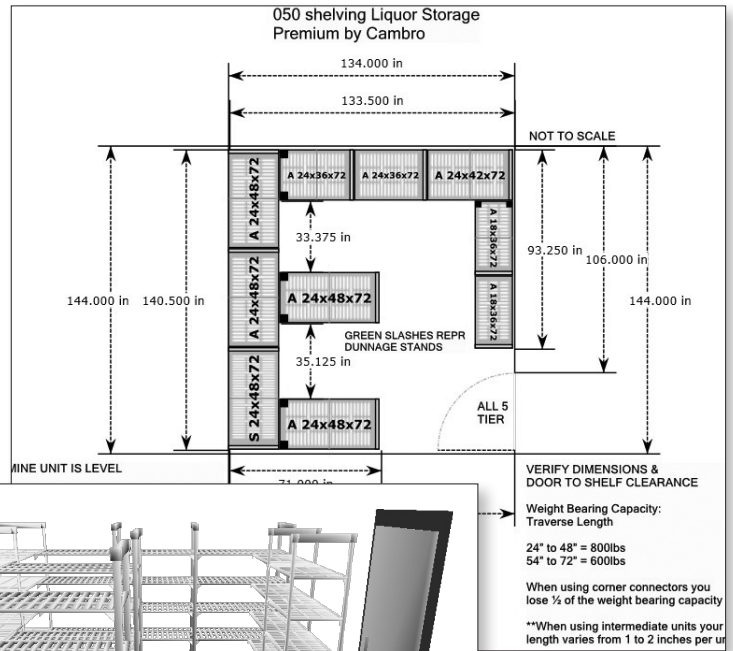 050 shelving Liquor Storage
Premium by Cambro
134.000 in
133.500 in
NOT TO SCALE
A 24x48x72
A 24x36x72
A 24x36x72
A 24x42x72
A 18x36x72
33.375 in
93.250 in
106.000 in
144.000 in
140.500 in
A 24x48x72
A 24x48x72
A 18x36x72
144.000 in
GREEN SLASHES REPR
DUNNAGE STANDS
35.125 in
S 24x48x72
A 24x48x72
ALL 5
TIER
MINE UNIT IS LEVEL
71.000 in
VERIFY DIMENSIONS &
DOOR TO SHELF CLEARANCE
Weight Bearing Capacity:
Traverse Length
24" to 48" = 800lbs
54" to 72" = 600lbs
When using corner connectors you
lose ½ of the weight bearing capacity
**When using intermediate units your
length varies from 1 to 2 inches per